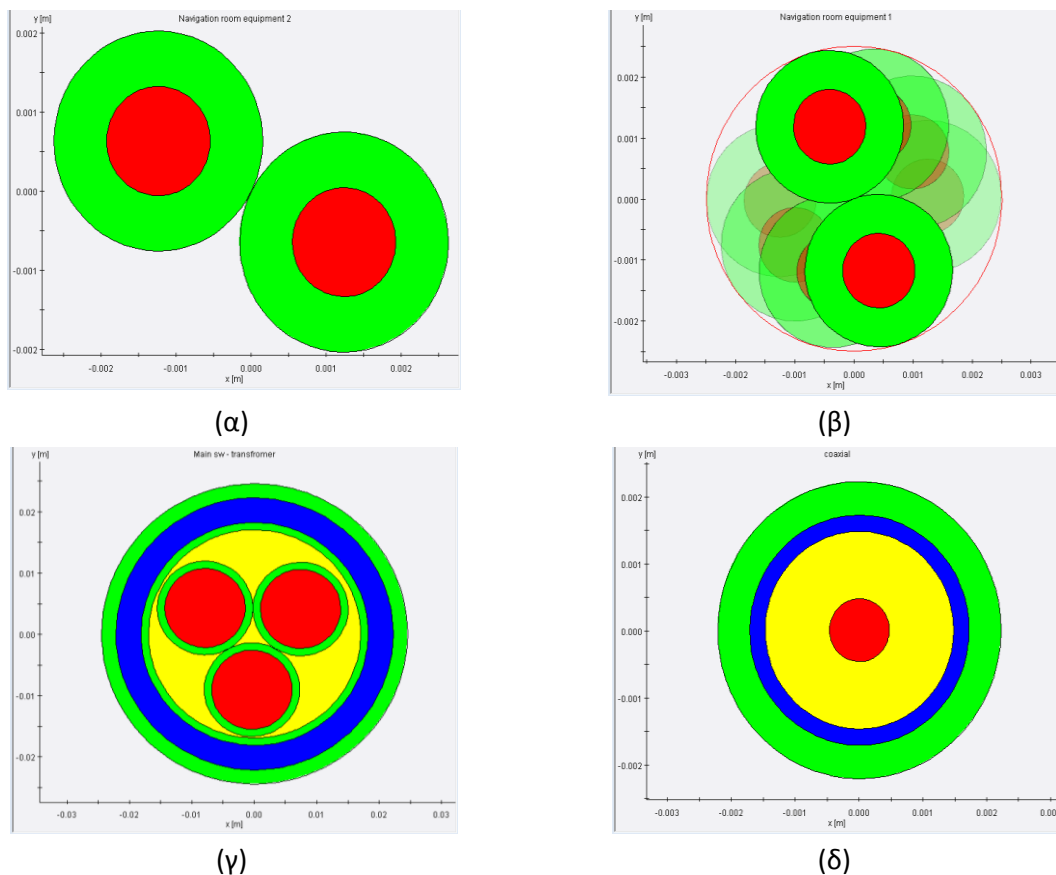 y [m] Navigation room equipment 2
0.002
0.001
0.000
-0.001
-0.002
-0.002 -0.001 0.000 0.001 0.002
x [m]
(α)
y [m] Navigation room equipment 1
0.002
0.001
0.000
-0.001
-0.002
-0.003 -0.002 -0.001 0.000 0.001 0.002 0.003
x [m]
(β)
y [m] Main sw - transfromer
0.02
0.01
0.00
-0.01
-0.02
-0.03 -0.02 -0.01 0.00 0.01 0.02 0.03
x [m]
(γ)
y [m] coaxial
0.002
0.001
0.000
-0.001
-0.002
-0.003 -0.002 -0.001 0.000 0.001 0.002 0.003
x [m]
(δ)